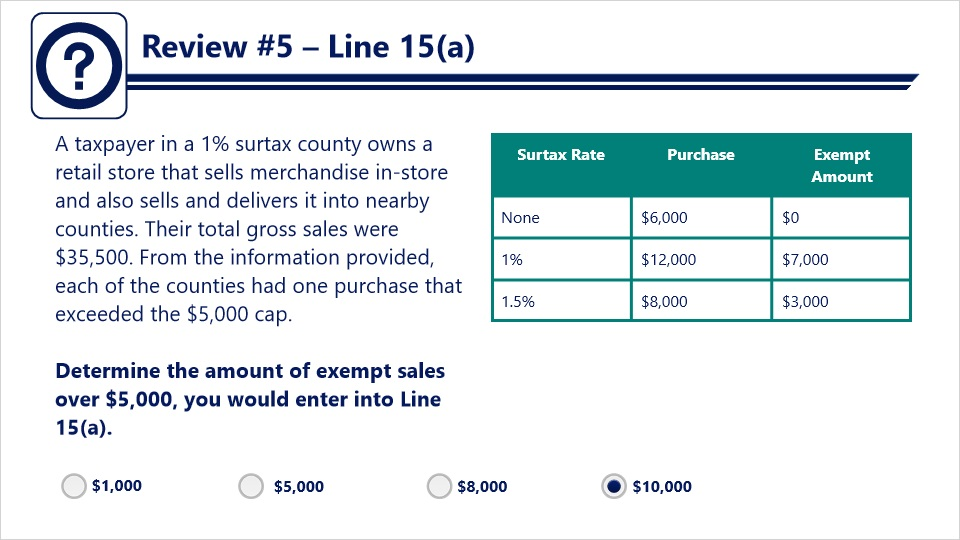 ?
Review #5 – Line 15(a)
A taxpayer in a 1% surtax county owns a
retail store that sells merchandise in-store
and also sells and delivers it into nearby
counties. Their total gross sales were
$35,500. From the information provided,
each of the counties had one purchase that
exceeded the $5,000 cap.
Determine the amount of exempt sales
over $5,000, you would enter into Line
15(a).
Surtax Rate Purchase Exempt
Amount
None $6,000 $0
1% $12,000 $7,000
1.5% $8,000 $3,000
$1,000 $5,000 $8,000 $10,000